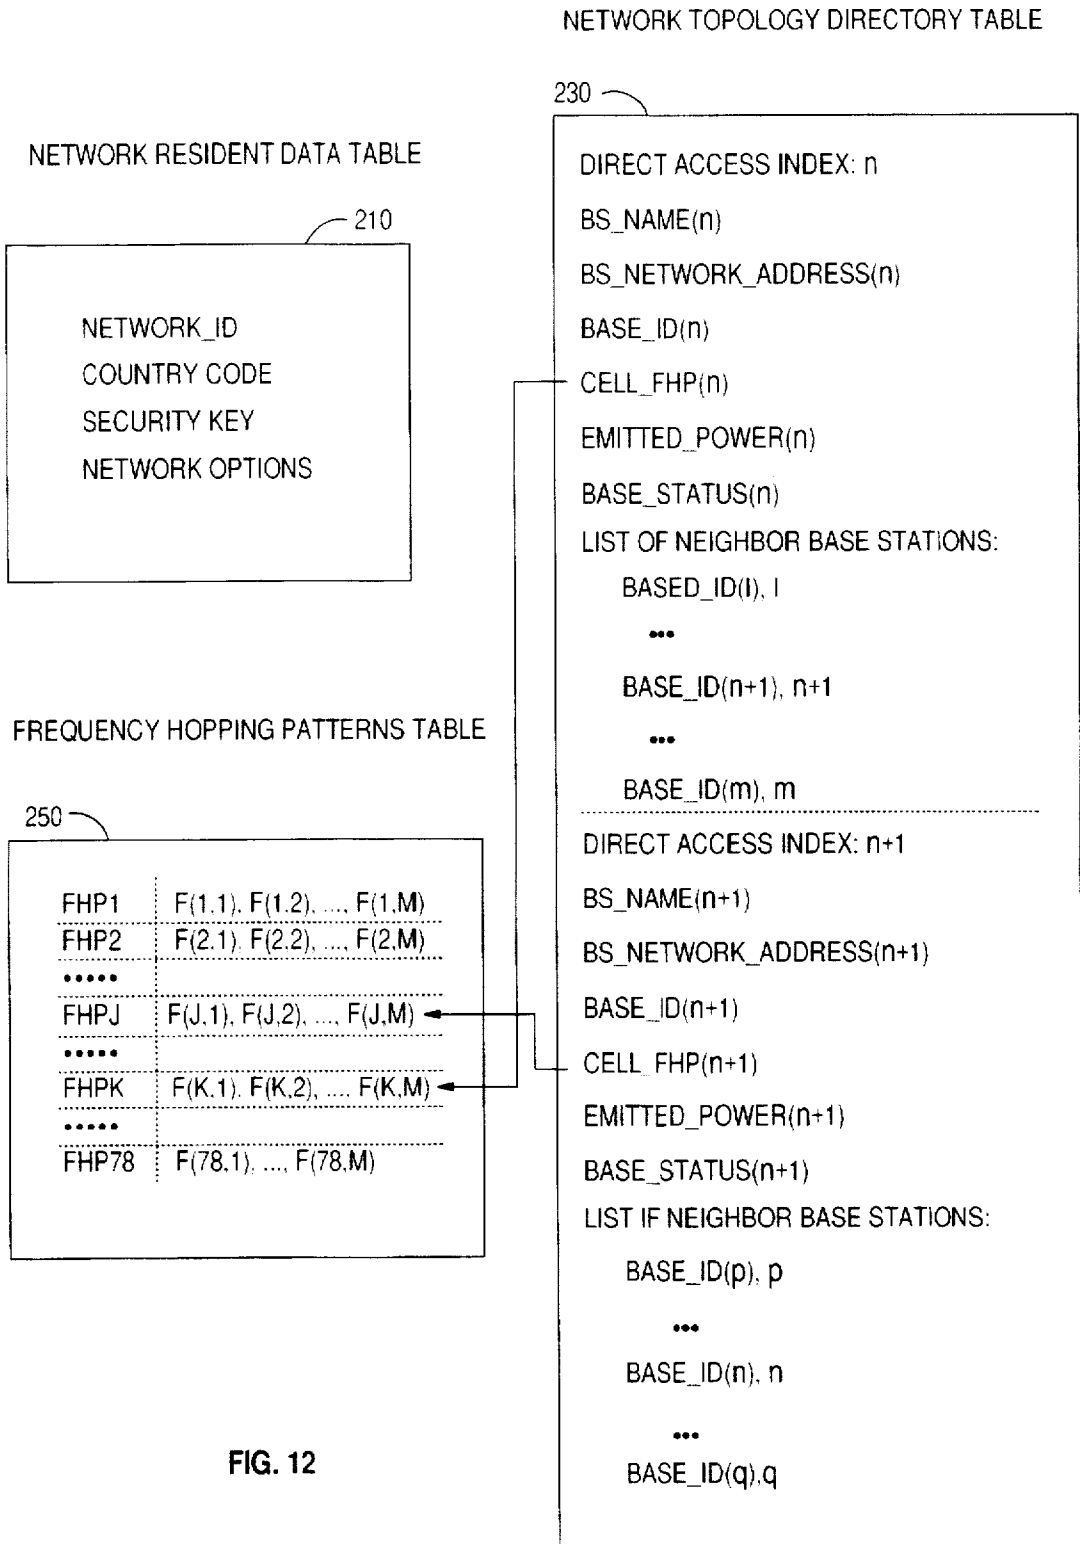 NETWORK TOPOLOGY DIRECTORY TABLE
230
DIRECT ACCESS INDEX: n
BS_NAME(n)
BS_NETWORK_ADDRESS(n)
BASE_ID(n)
CELL_FHP(n)
EMITTED_POWER(n)
BASE_STATUS(n)
LIST OF NEIGHBOR BASE STATIONS:
BASED_ID(l), l
•••
BASE_ID(n+1), n+1
•••
BASE_ID(m), m
DIRECT ACCESS INDEX: n+1
BS_NAME(n+1)
BS_NETWORK_ADDRESS(n+1)
BASE_ID(n+1)
CELL_FHP(n+1)
EMITTED_POWER(n+1)
BASE_STATUS(n+1)
LIST IF NEIGHBOR BASE STATIONS:
BASE_ID(p), p
•••
BASE_ID(n), n
•••
BASE_ID(q),q
NETWORK RESIDENT DATA TABLE
210
NETWORK_ID
COUNTRY CODE
SECURITY KEY
NETWORK OPTIONS
FREQUENCY HOPPING PATTERNS TABLE
250
FHP1 F(1,1), F(1,2), ..., F(1,M)
FHP2 F(2,1), F(2,2), ..., F(2,M)
•••••
FHPJ F(J,1), F(J,2), ..., F(J,M)
•••••
FHPK F(K,1), F(K,2), ..., F(K,M)
•••••
FHP78 F(78,1), ..., F(78,M)
FIG. 12